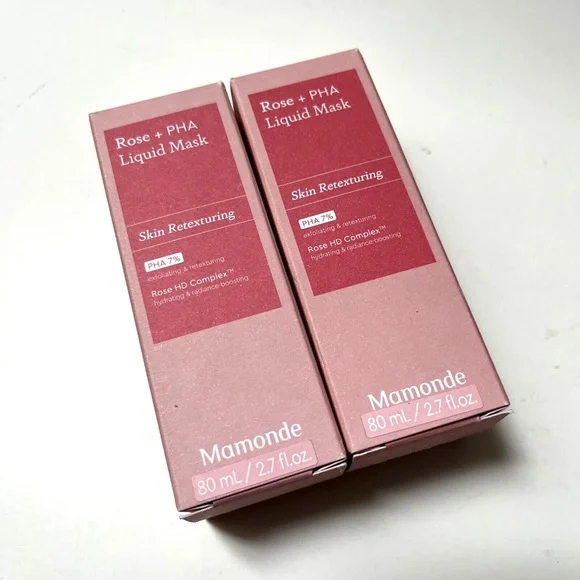 Rose + PHA
Liquid Mask
Skin Retexturing
PHA 7%
exfoliating & retexturing
Rose HD Complex™
hydrating & radiance-boosting
Mamonde
80 mL / 2.7 fl.oz.
Rose + PHA
Liquid Mask
Skin Retexturing
PHA 7%
exfoliating & retexturing
Rose HD Complex™
hydrating & radiance-boosting
Mamonde
80 mL / 2.7 fl.oz.